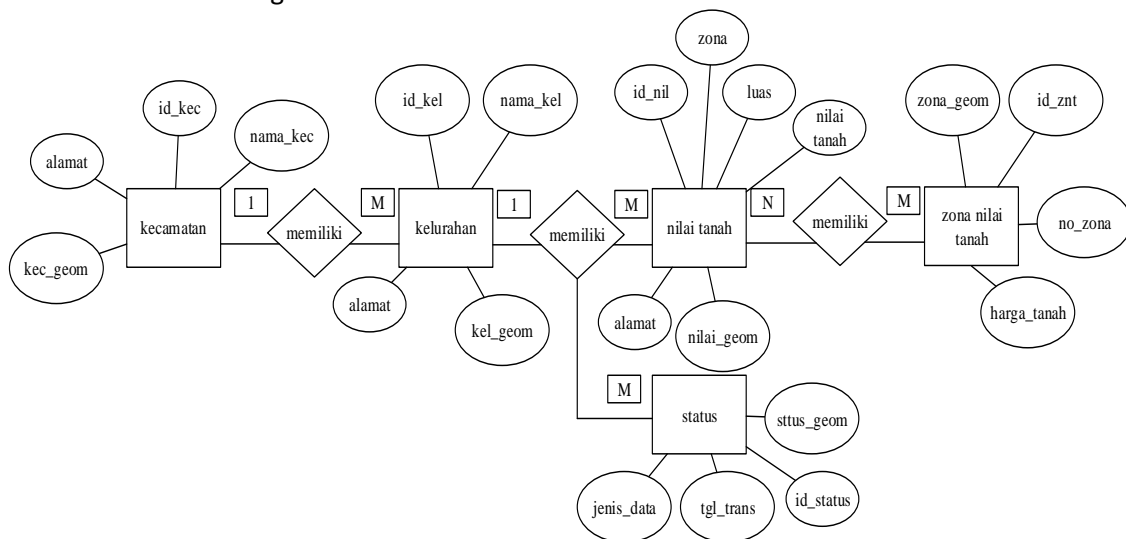 g
zona
id_kec
id_kel
nama_kel
id_nil
luas
zona_geom
id_znt
nama_kec
nilai
tanah
alamat
1
M
1
M
N
M
kecamatan
memiliki
kelurahan
memiliki
nilai tanah
memiliki
zona nilai
tanah
no_zona
kec_geom
alamat
kel_geom
alamat
nilai_geom
harga_tanah
M
status
sttus_geom
jenis_data
tgl_trans
id_status